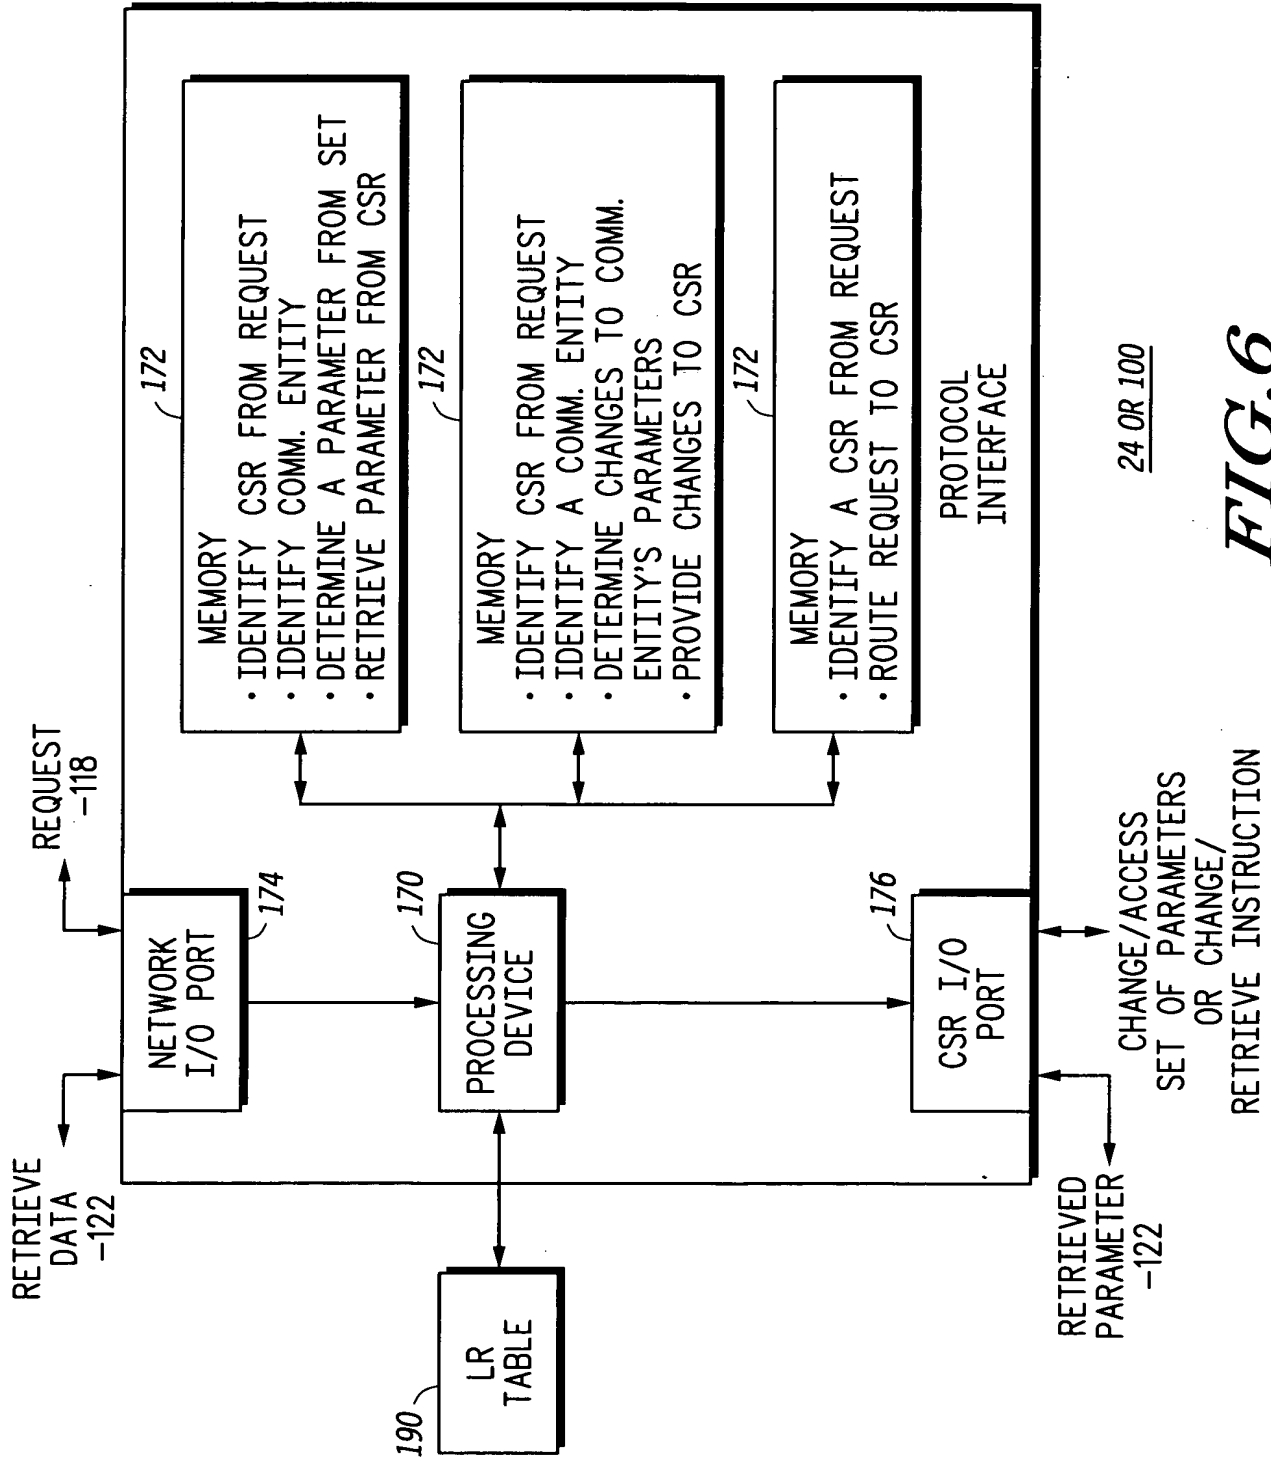 RETRIEVE
DATA
-122
REQUEST
-118
NETWORK
I/O PORT
174
172
MEMORY
· IDENTIFY CSR FROM REQUEST
· IDENTIFY COMM. ENTITY
· DETERMINE A PARAMETER FROM SET
· RETRIEVE PARAMETER FROM CSR
190
LR
TABLE
PROCESSING
DEVICE
170
172
MEMORY
· IDENTIFY CSR FROM REQUEST
· IDENTIFY A COMM. ENTITY
· DETERMINE CHANGES TO COMM.
ENTITY'S PARAMETERS
· PROVIDE CHANGES TO CSR
172
MEMORY
· IDENTIFY A CSR FROM REQUEST
· ROUTE REQUEST TO CSR
176
CSR I/O
PORT
PROTOCOL
INTERFACE
RETRIEVED
PARAMETER
-122
CHANGE/ACCESS
SET OF PARAMETERS
OR CHANGE/
RETRIEVE INSTRUCTION
24 OR 100
FIG.6